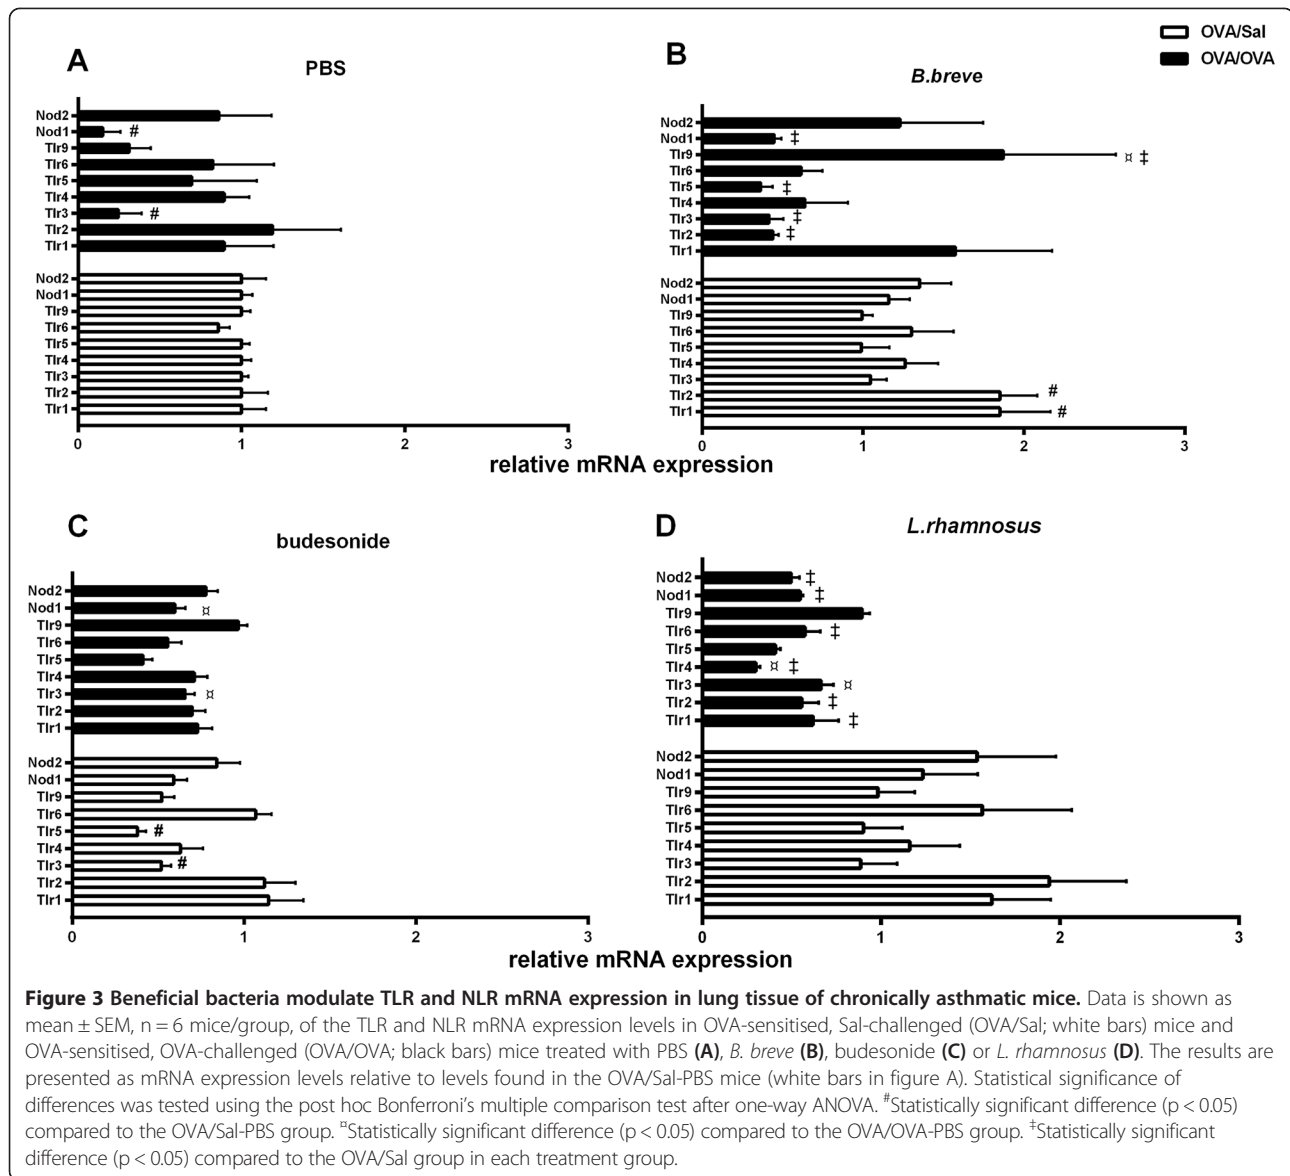 OVA/Sal
OVA/OVA
A
PBS
Nod2
Nod1 #
Tlr9
Tlr6
Tlr5
Tlr4
Tlr3 #
Tlr2
Tlr1
Nod2
Nod1
Tlr9
Tlr6
Tlr5
Tlr4
Tlr3
Tlr2
Tlr1
0 1 2 3
B
B.breve
Nod2
Nod1 ‡
Tlr9 ¤ ‡
Tlr6
Tlr5 ‡
Tlr4
Tlr3 ‡
Tlr2 ‡
Tlr1
Nod2
Nod1
Tlr9
Tlr6
Tlr5
Tlr4
Tlr3
Tlr2 #
Tlr1 #
0 1 2 3
relative mRNA expression
C
budesonide
Nod2
Nod1 ¤
Tlr9
Tlr6
Tlr5
Tlr4
Tlr3 ¤
Tlr2
Tlr1
Nod2
Nod1
Tlr9
Tlr6
Tlr5 #
Tlr4
Tlr3 #
Tlr2
Tlr1
0 1 2 3
D
L.rhamnosus
Nod2 ‡
Nod1 ‡
Tlr9
Tlr6 ‡
Tlr5
Tlr4 ¤ ‡
Tlr3 ¤
Tlr2 ‡
Tlr1 ‡
Nod2
Nod1
Tlr9
Tlr6
Tlr5
Tlr4
Tlr3
Tlr2
Tlr1
0 1 2 3
relative mRNA expression
Figure 3 Beneficial bacteria modulate TLR and NLR mRNA expression in lung tissue of chronically asthmatic mice. Data is shown as
mean ± SEM, n = 6 mice/group, of the TLR and NLR mRNA expression levels in OVA-sensitised, Sal-challenged (OVA/Sal; white bars) mice and
OVA-sensitised, OVA-challenged (OVA/OVA; black bars) mice treated with PBS (A), B. breve (B), budesonide (C) or L. rhamnosus (D). The results are
presented as mRNA expression levels relative to levels found in the OVA/Sal-PBS mice (white bars in figure A). Statistical significance of
differences was tested using the post hoc Bonferroni's multiple comparison test after one-way ANOVA. #Statistically significant difference (p < 0.05)
compared to the OVA/Sal-PBS group. ¤Statistically significant difference (p < 0.05) compared to the OVA/OVA-PBS group. ‡Statistically significant
difference (p < 0.05) compared to the OVA/Sal group in each treatment group.